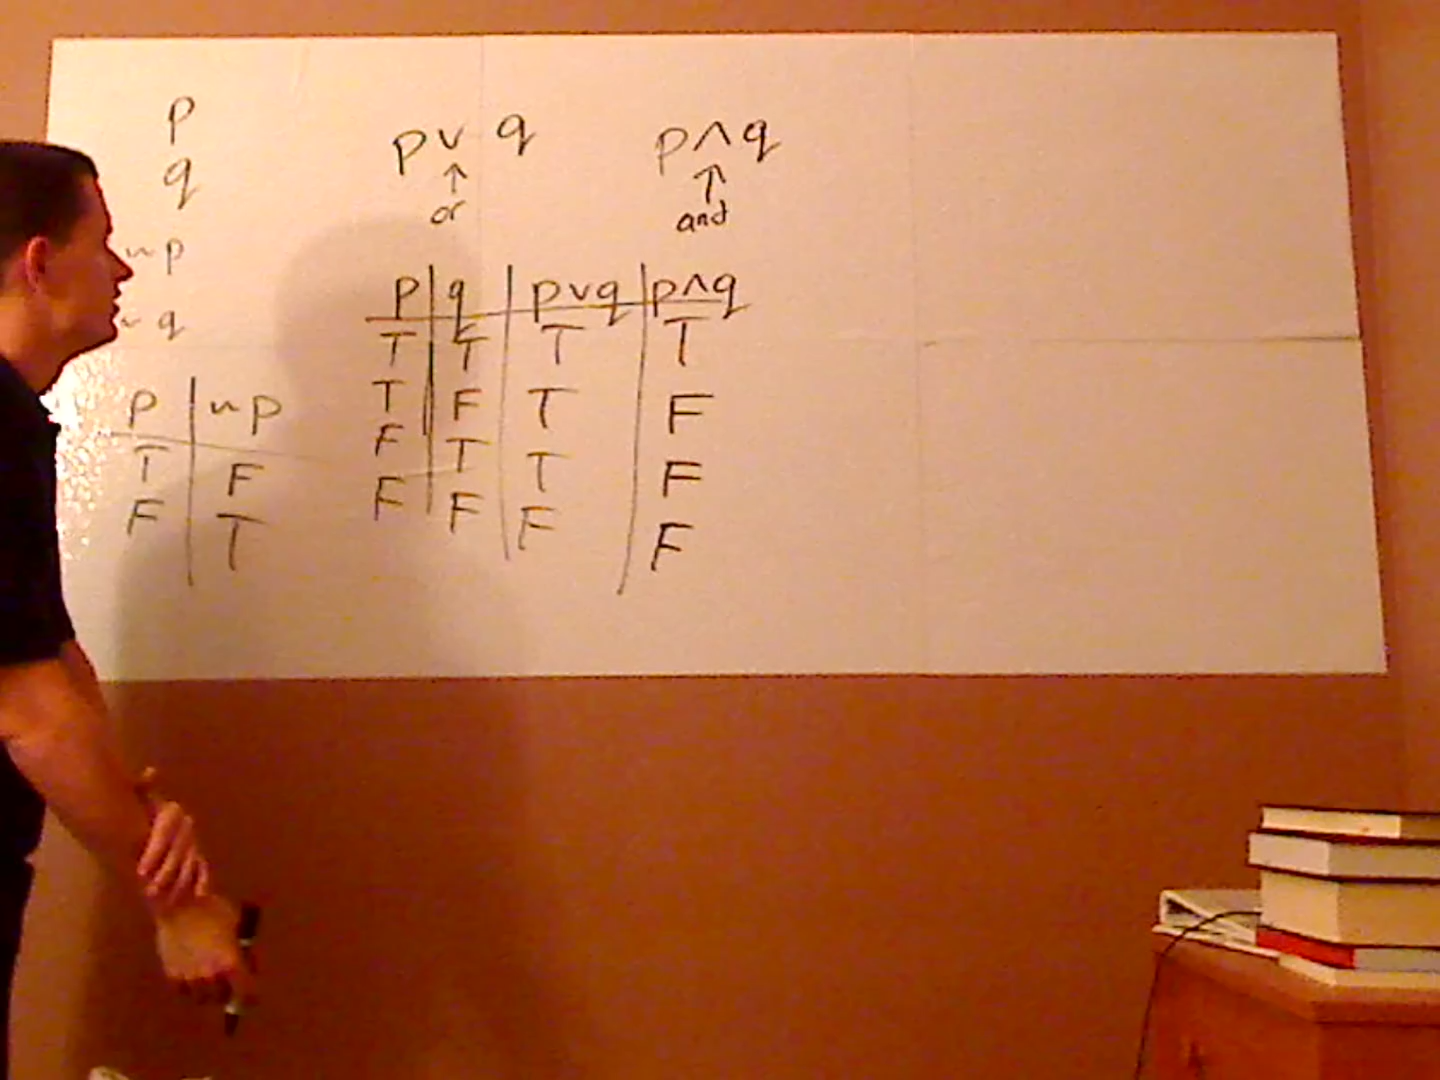 p
q
~p
~q
p | ~p
T | F
F | T
p ∨ q
↑
or
p ∧ q
↑
and
p | q | p∨q | p∧q
T | T | T | T
T | F | T | F
F | T | T | F
F | F | F | F